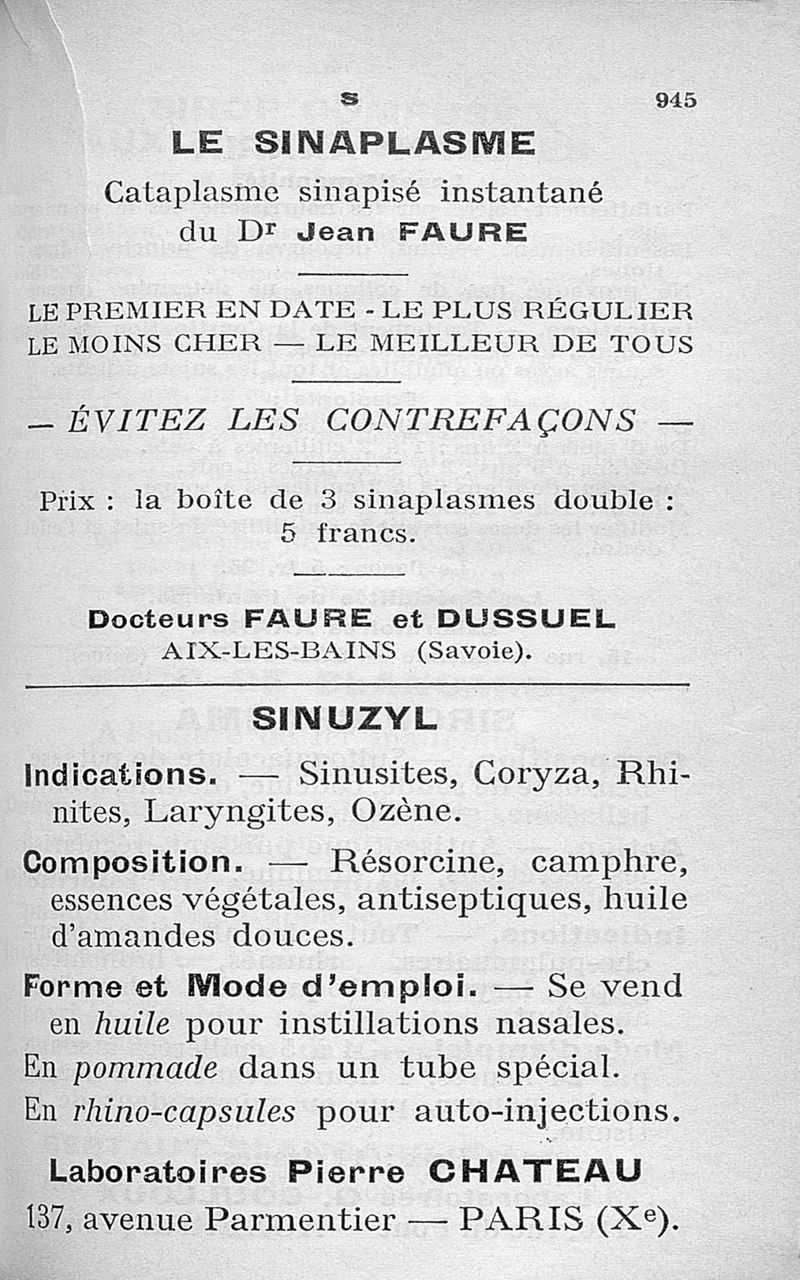 S 945
LE SINAPLASME
Cataplasme sinapisé instantané
du Dr Jean FAURE
LE PREMIER EN DATE - LE PLUS RÉGULIER
LE MOINS CHER — LE MEILLEUR DE TOUS
— ÉVITEZ LES CONTREFAÇONS —
Prix : la boîte de 3 sinaplasmes double :
5 francs.
Docteurs FAURE et DUSSUEL
AIX-LES-BAINS (Savoie).
SINUZYL
Indications. — Sinusites, Coryza, Rhi-
nites, Laryngites, Ozène.
Composition. — Résorcine, camphre,
essences végétales, antiseptiques, huile
d'amandes douces.
Forme et Mode d'emploi. — Se vend
en huile pour instillations nasales.
En pommade dans un tube spécial.
En rhino-capsules pour auto-injections.
Laboratoires Pierre CHATEAU
137, avenue Parmentier — PARIS (Xe).